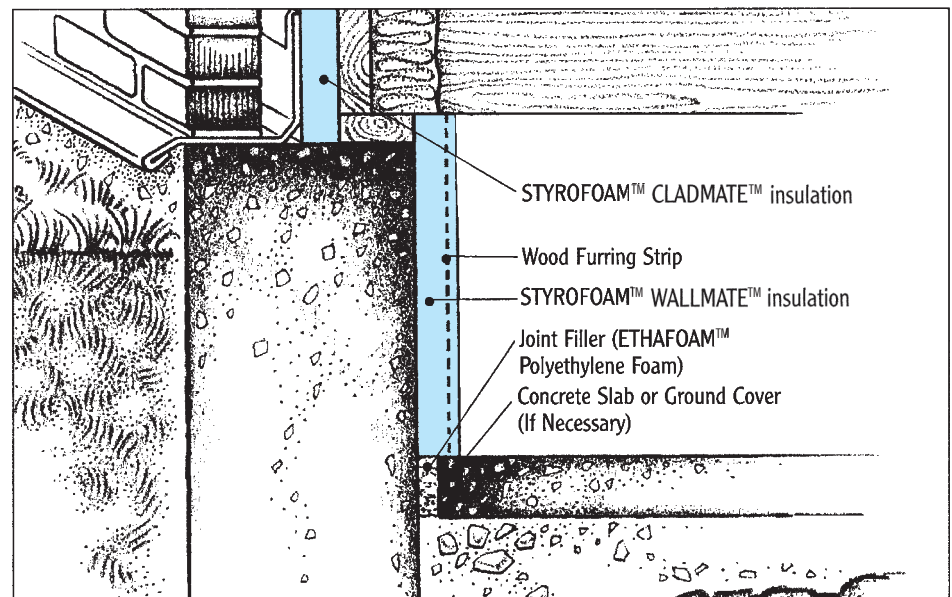 STYROFOAM™ CLADMATE™ insulation
Wood Furring Strip
STYROFOAM™ WALLMATE™ insulation
Joint Filler (ETHAFOAM™
Polyethylene Foam)
Concrete Slab or Ground Cover
(If Necessary)